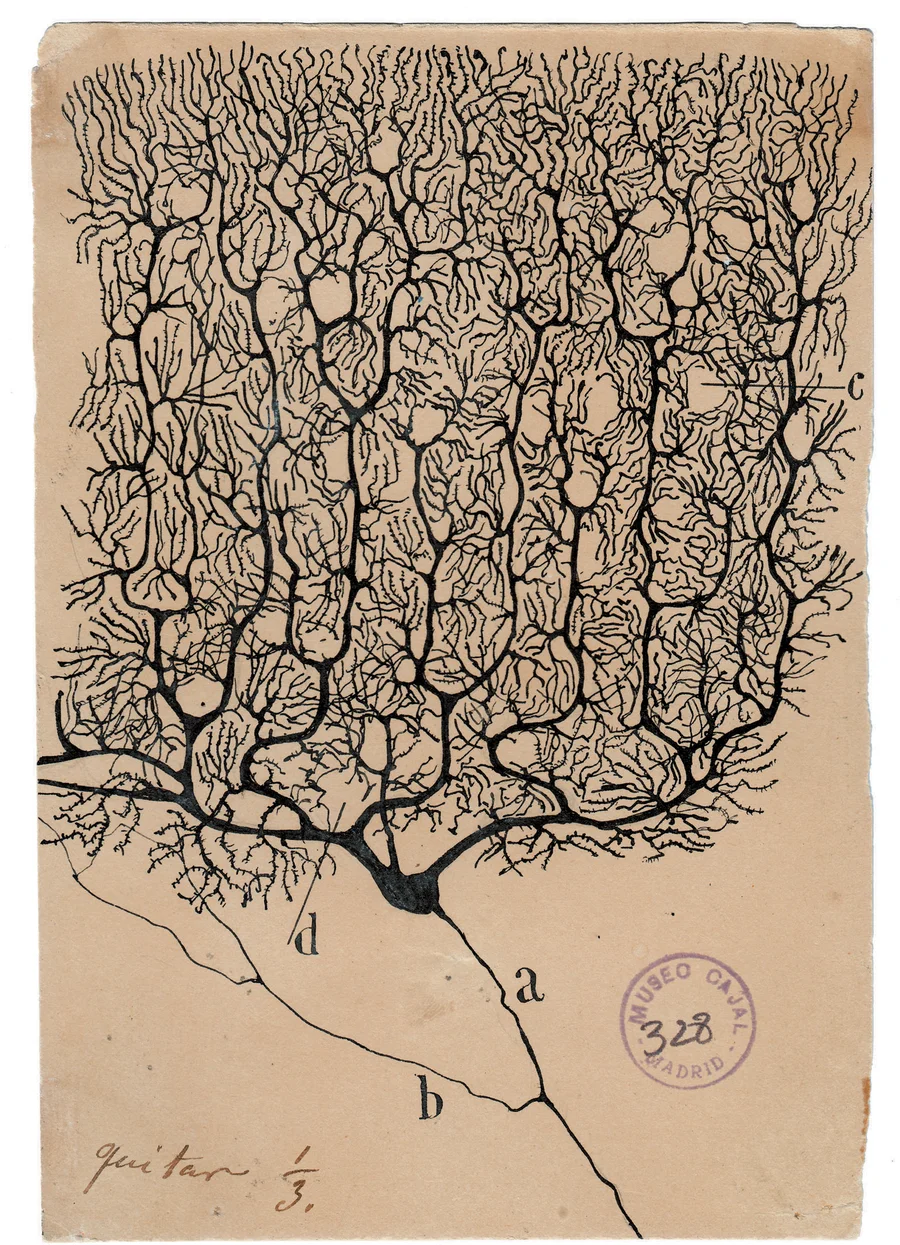 c
d
a
MUSEO CAJAL
328
MADRID
b
quitar 1/3.